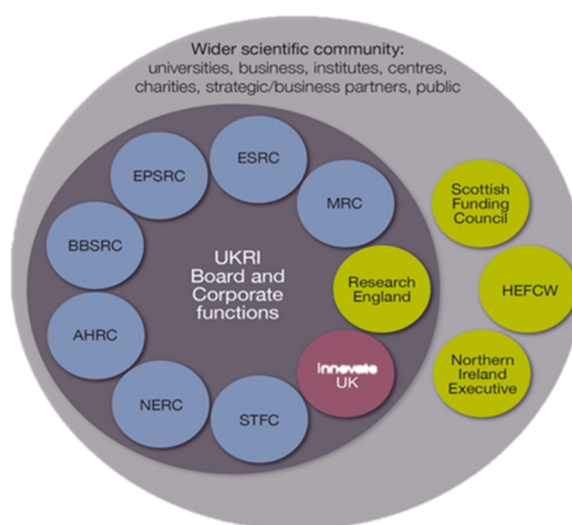 Wider scientific community:
universities, business, institutes, centres,
charities, strategic/business partners, public
ESRC
EPSRC
MRC
Scottish
Funding
Council
BBSRC
UKRI
Board and
Corporate
functions
Research
England
HEFCW
AHRC
Innovate
UK
Northern
Ireland
Executive
NERC
STFC